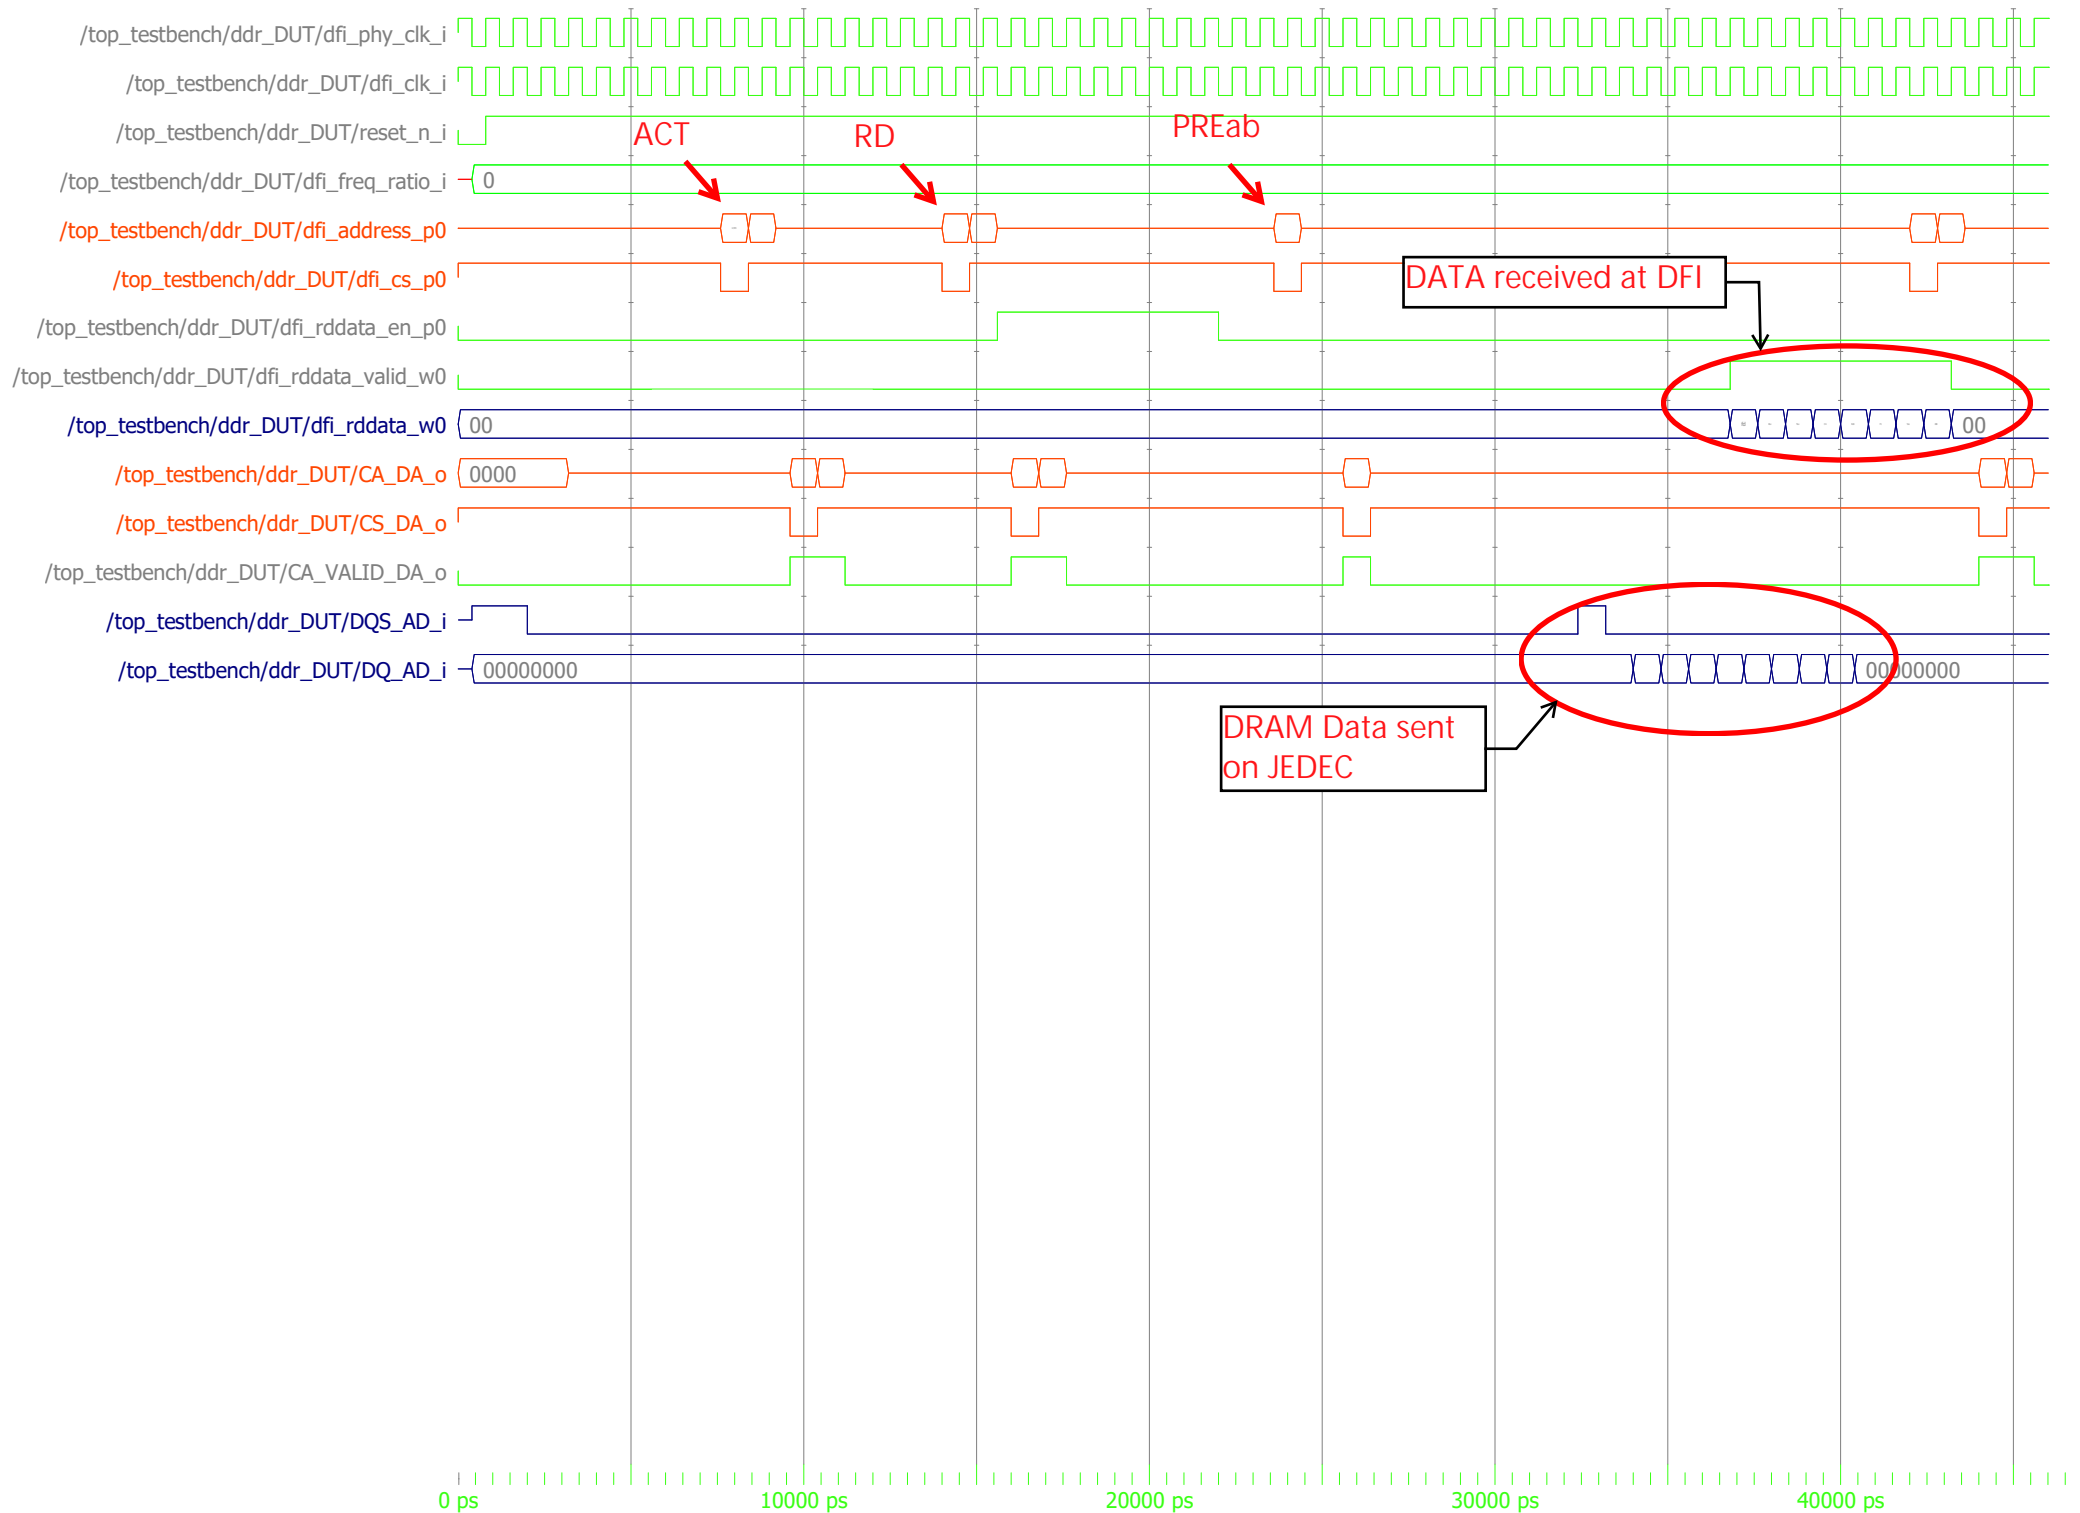 /top_testbench/ddr_DUT/dfi_phy_clk_i
/top_testbench/ddr_DUT/dfi_clk_i
/top_testbench/ddr_DUT/reset_n_i
ACT
RD
PREab
/top_testbench/ddr_DUT/dfi_freq_ratio_i
0
/top_testbench/ddr_DUT/dfi_address_p0
/top_testbench/ddr_DUT/dfi_cs_p0
DATA received at DFI
/top_testbench/ddr_DUT/dfi_rddata_en_p0
/top_testbench/ddr_DUT/dfi_rddata_valid_w0
/top_testbench/ddr_DUT/dfi_rddata_w0
00
00
/top_testbench/ddr_DUT/CA_DA_o
0000
/top_testbench/ddr_DUT/CS_DA_o
/top_testbench/ddr_DUT/CA_VALID_DA_o
/top_testbench/ddr_DUT/DQS_AD_i
/top_testbench/ddr_DUT/DQ_AD_i
00000000
00000000
DRAM Data sent
on JEDEC
0 ps
10000 ps
20000 ps
30000 ps
40000 ps